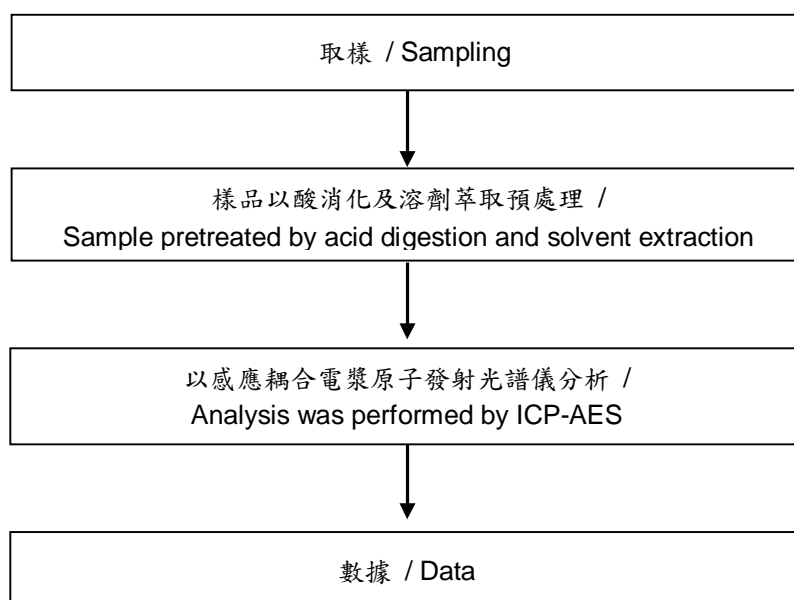 取樣 / Sampling
樣品以酸消化及溶劑萃取預處理 /
Sample pretreated by acid digestion and solvent extraction
以感應耦合電漿原子發射光譜儀分析 /
Analysis was performed by ICP-AES
數據 / Data